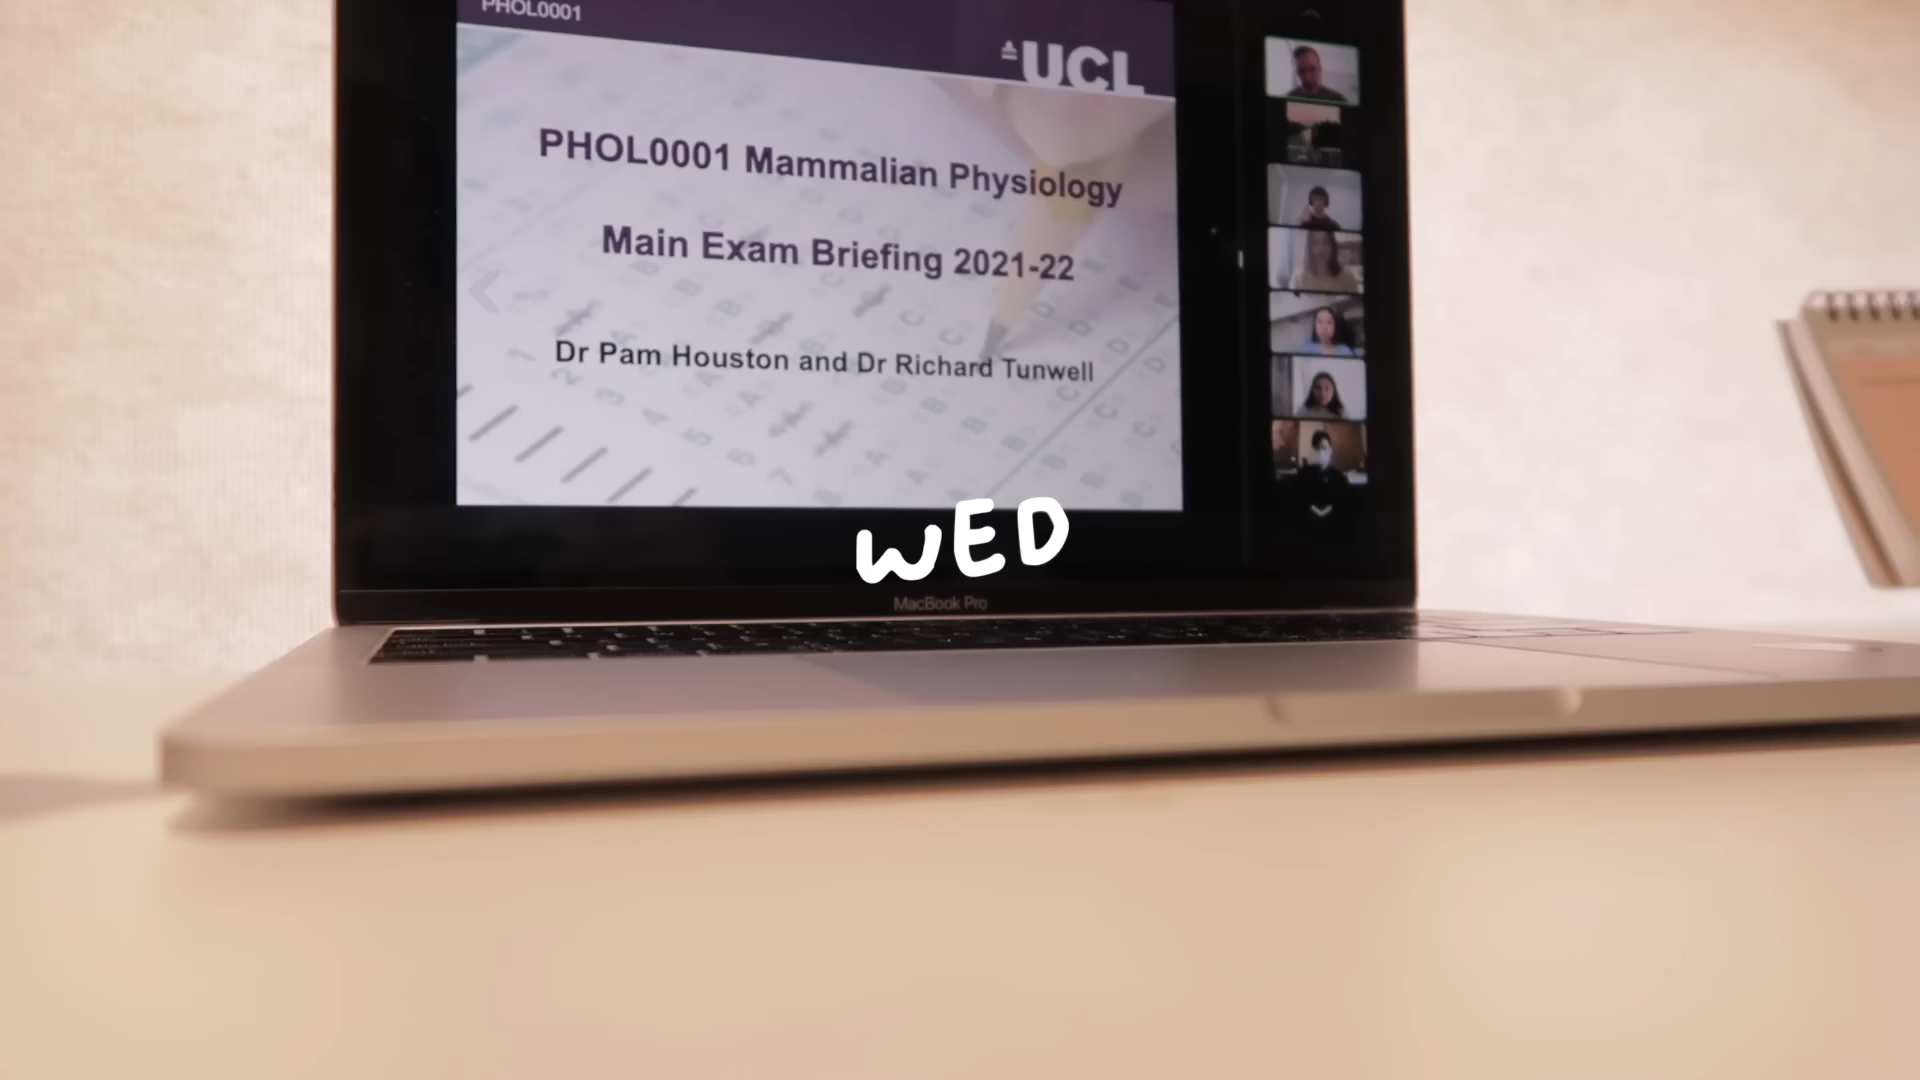 PHOL0001
UCL
PHOL0001 Mammalian Physiology
Main Exam Briefing 2021-22
Dr Pam Houston and Dr Richard Tunwell
WED
MacBook Pro